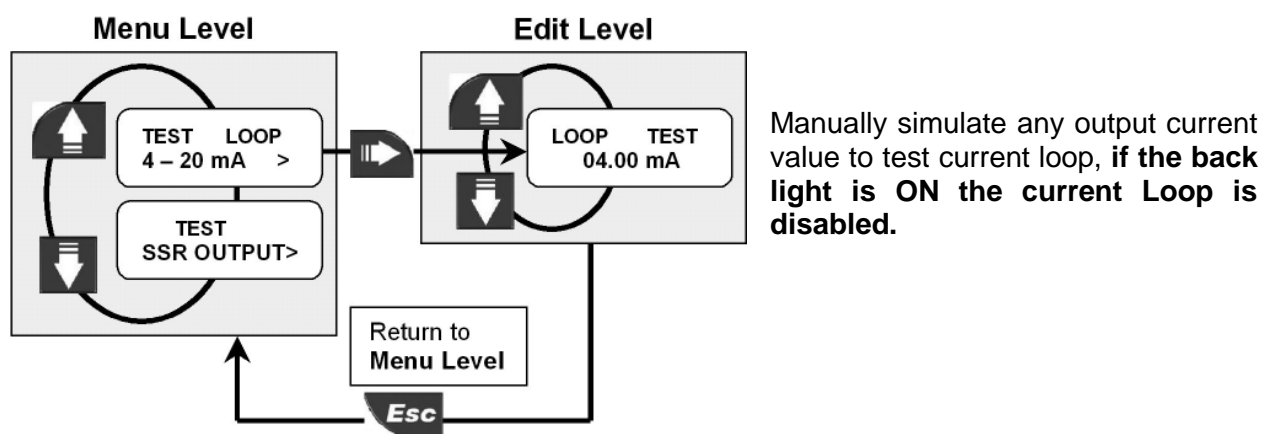 Menu Level
Edit Level
TEST LOOP
4 – 20 mA >
TEST
SSR OUTPUT>
LOOP TEST
04.00 mA
Return to
Menu Level
Esc
Manually simulate any output current
value to test current loop, if the back
light is ON the current Loop is
disabled.